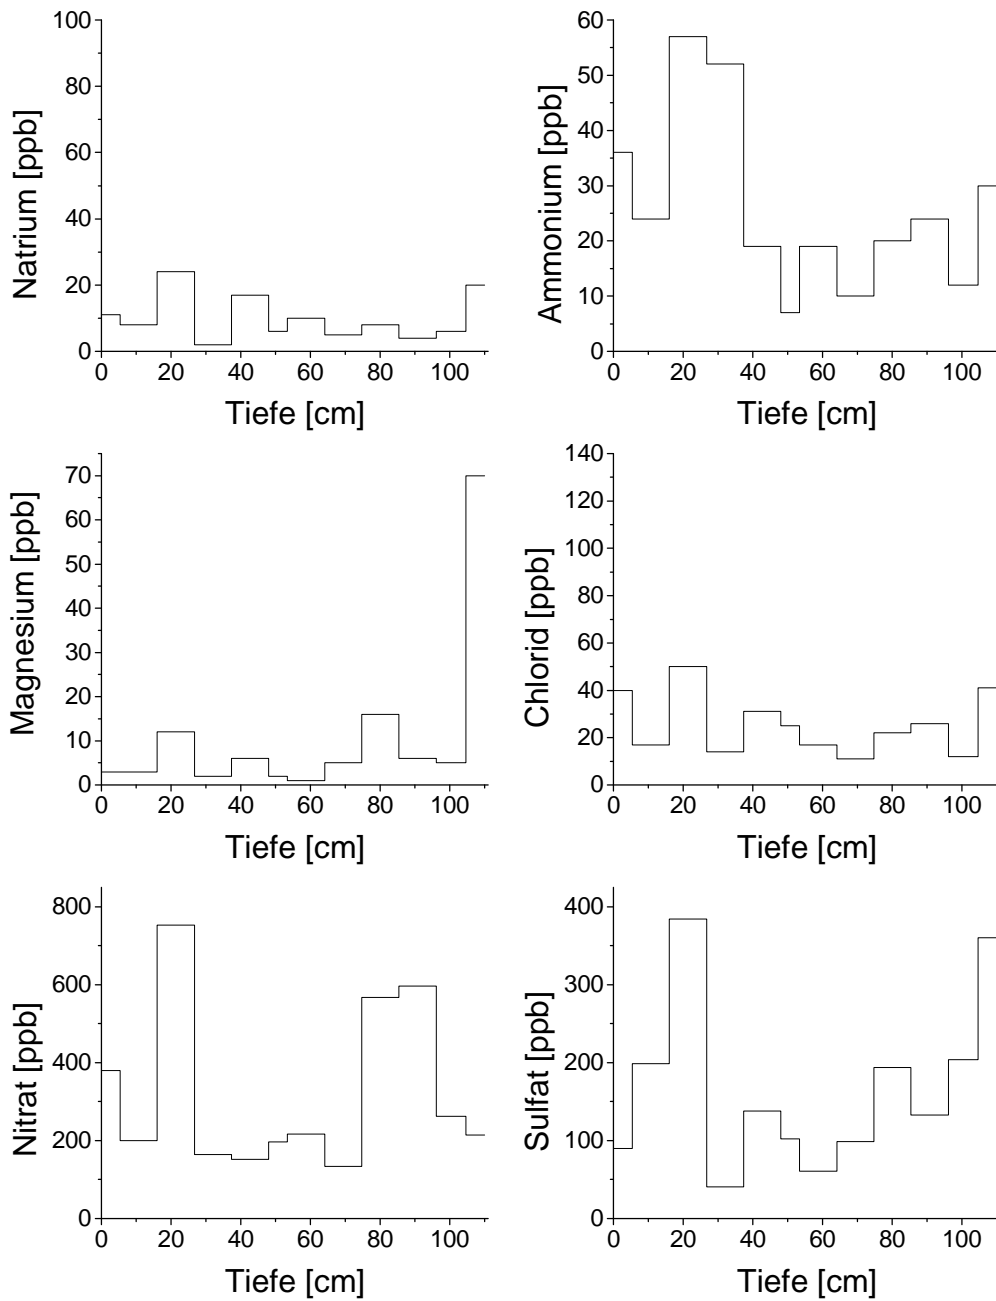 Natrium [ppb]
100
80
60
40
20
0
0 20 40 60 80 100
Tiefe [cm]
Ammonium [ppb]
60
50
40
30
20
10
0
0 20 40 60 80 100
Tiefe [cm]
Magnesium [ppb]
70
60
50
40
30
20
10
0
0 20 40 60 80 100
Tiefe [cm]
Chlorid [ppb]
140
120
100
80
60
40
20
0
0 20 40 60 80 100
Tiefe [cm]
Nitrat [ppb]
800
600
400
200
0
0 20 40 60 80 100
Tiefe [cm]
Sulfat [ppb]
400
300
200
100
0
0 20 40 60 80 100
Tiefe [cm]